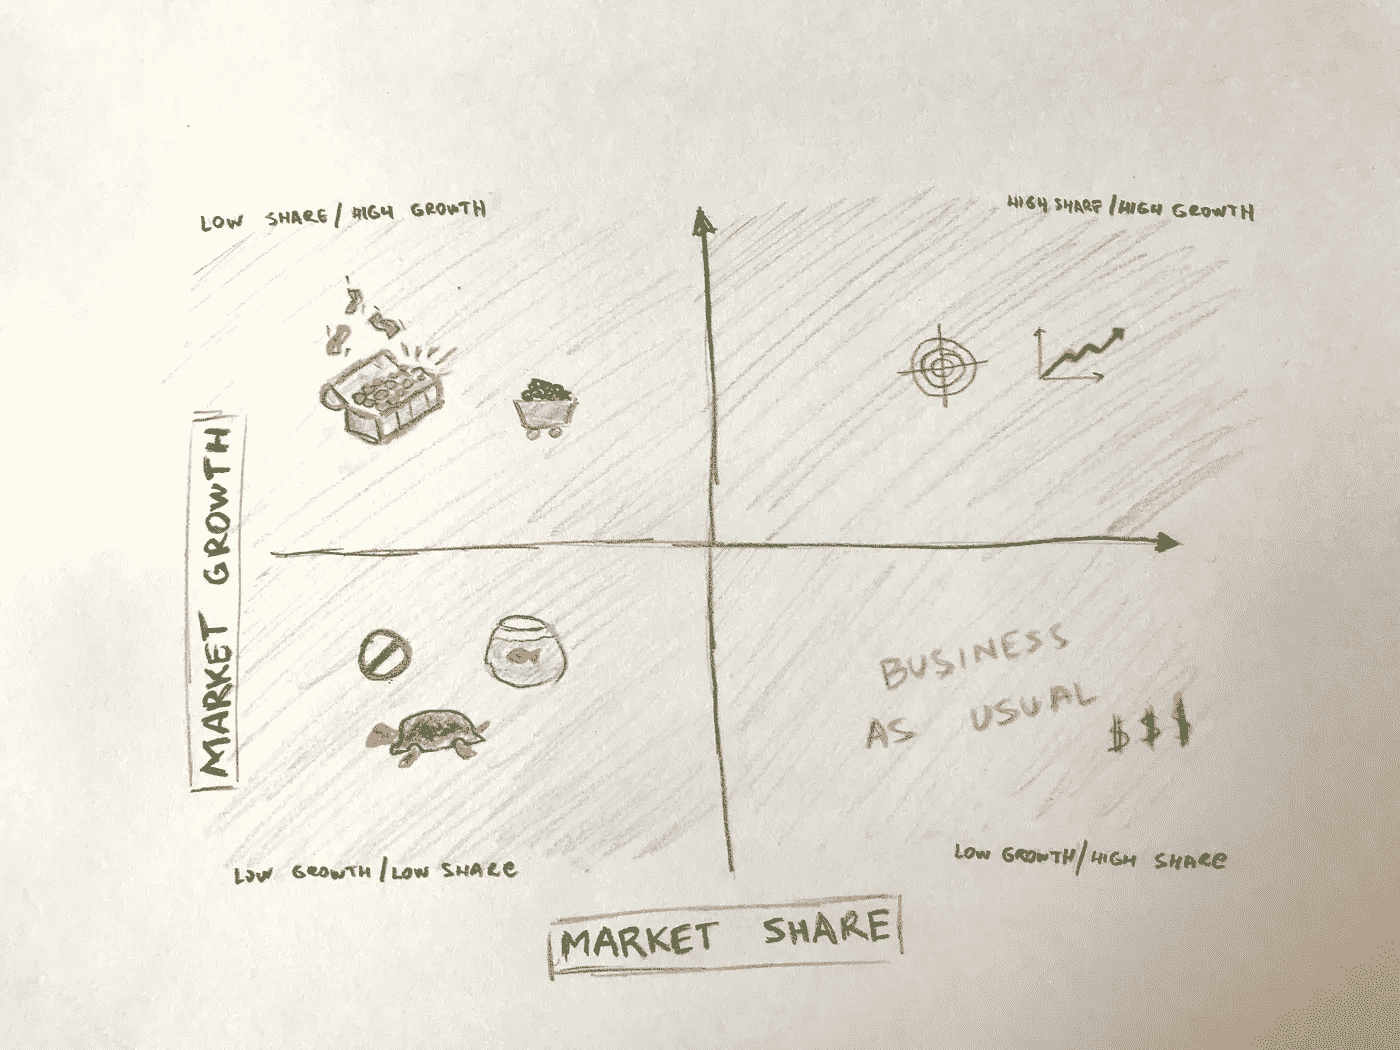 LOW SHARE/HIGH GROWTH
HIGH SHARE/HIGH GROWTH
MARKET GROWTH
BUSINESS
AS USUAL
$$$
LOW GROWTH/LOW SHARE
LOW GROWTH/HIGH SHARE
MARKET SHARE